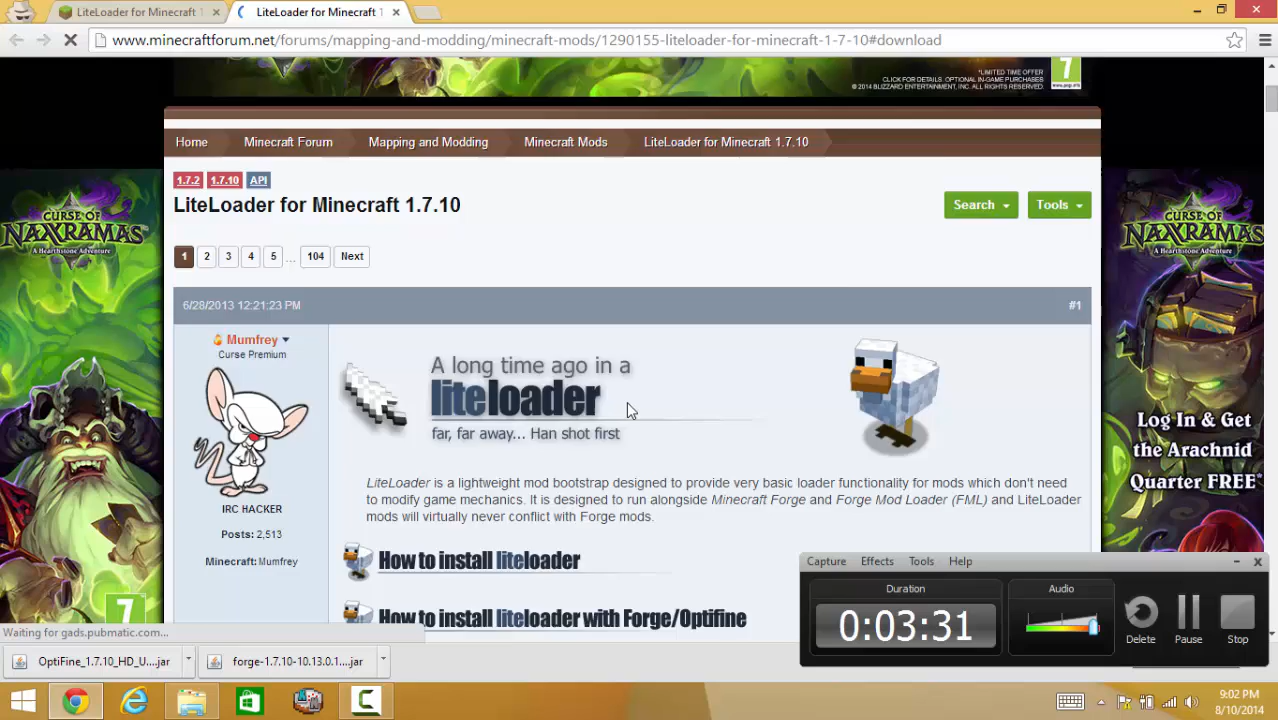 LiteLoader for Minecraft 1
LiteLoader for Minecraft 1
www.minecraftforum.net/forums/mapping-and-modding/minecraft-mods/1290155-liteloader-for-minecraft-1-7-10#download
*LIMITED TIME OFFER
CLICK FOR DETAILS. OPTIONAL IN-GAME PURCHASES
© 2014 BLIZZARD ENTERTAINMENT, INC. ALL RIGHTS RESERVED.
7
www.pegi.info
Home
Minecraft Forum
Mapping and Modding
Minecraft Mods
LiteLoader for Minecraft 1.7.10
1.7.2
1.7.10
API
LiteLoader for Minecraft 1.7.10
Search
Tools
CURSE OF
NAXXRAMAS
A Hearthstone Adventure
CURSE OF
NAXXRAMAS
A Hearthstone Adventure
1
2
3
4
5
...
104
Next
6/28/2013 12:21:23 PM
#1
Mumfrey
Curse Premium
IRC HACKER
Posts: 2,513
Minecraft: Mumfrey
A long time ago in a
liteloader
far, far away... Han shot first
LiteLoader is a lightweight mod bootstrap designed to provide very basic loader functionality for mods which don't need
to modify game mechanics. It is designed to run alongside Minecraft Forge and Forge Mod Loader (FML) and LiteLoader
mods will virtually never conflict with Forge mods.
How to install liteloader
How to install liteloader with Forge/Optifine
Log In & Get
the Arachnid
Quarter FREE*
7
Capture
Effects
Tools
Help
Duration
0:03:31
Audio
Delete
Pause
Stop
Waiting for gads.pubmatic.com...
OptiFine_1.7.10_HD_U....jar
forge-1.7.10-10.13.0.1....jar
9:02 PM
8/10/2014